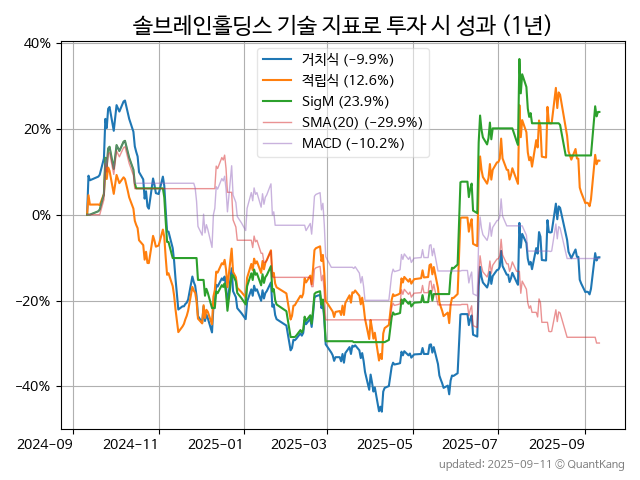 솔브레인홀딩스 기술 지표로 투자 시 성과 (1년)
40%
20%
0%
−20%
−40%
거치식 (−9.9%)
적립식 (12.6%)
SigM (23.9%)
SMA(20) (−29.9%)
MACD (−10.2%)
2024−09
2024−11
2025−01
2025−03
2025−05
2025−07
2025−09
updated: 2025-09-11 © QuantKang